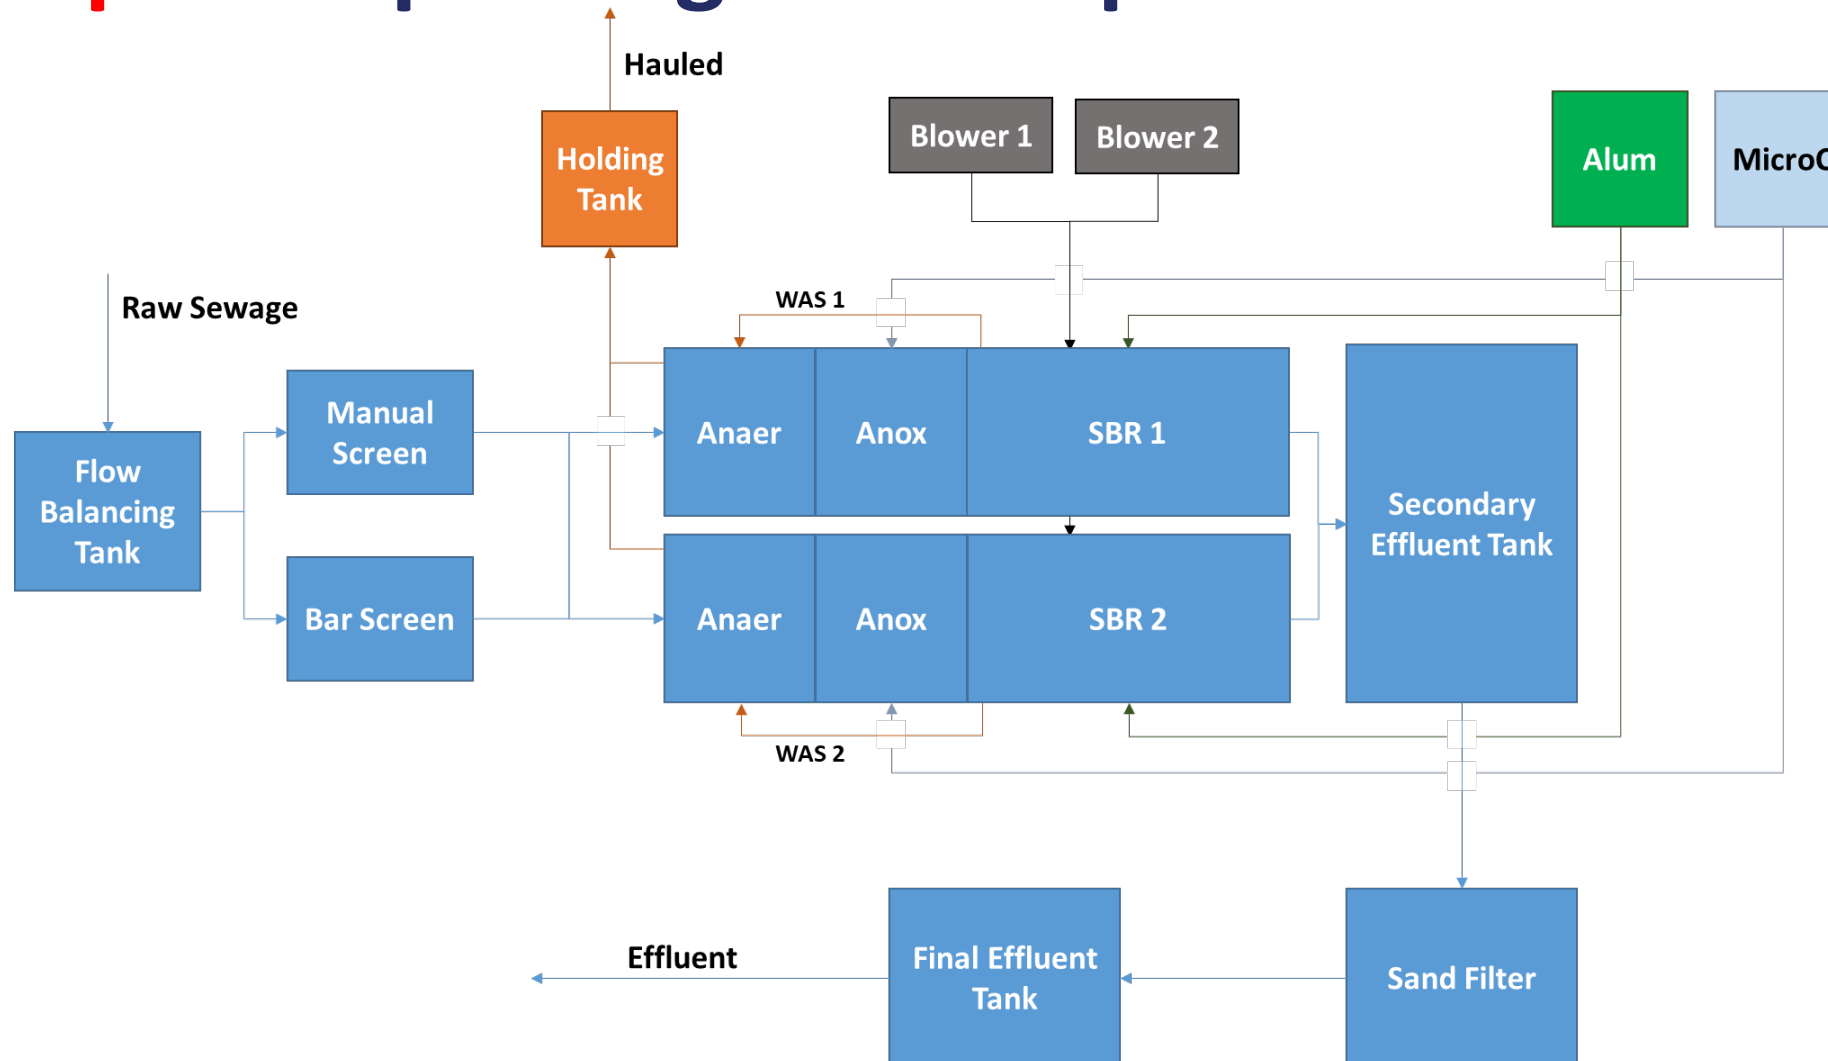 Hauled
Holding
Tank
Blower 1
Blower 2
Alum
Raw Sewage
WAS 1
Manual
Screen
Flow
Balancing
Tank
Bar Screen
Anaer
Anox
SBR 1
Secondary
Effluent Tank
Anaer
Anox
SBR 2
WAS 2
Effluent
Final Effluent
Tank
Sand Filter